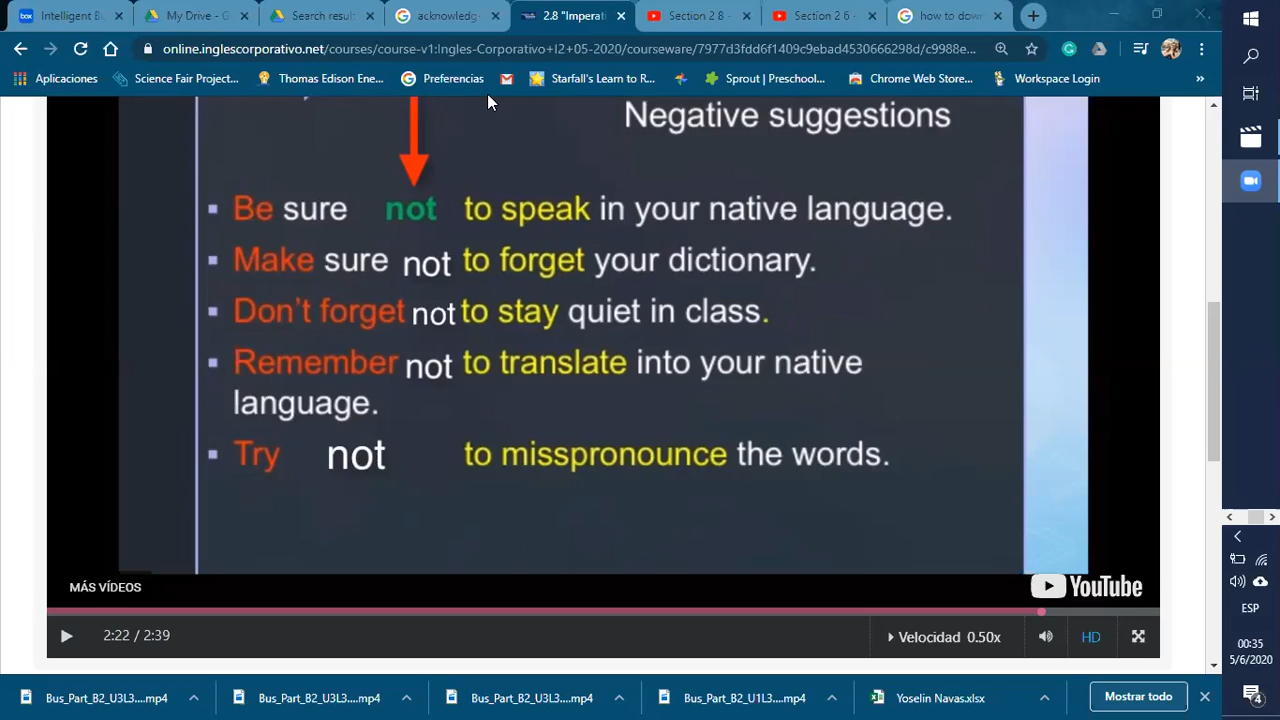 box Intelligent Bu
My Drive - G
Search result
acknowledg
2.8 "Imperati
Section 2 8 -
Section 2 6 -
how to down
online.inglescorporativo.net/courses/course-v1:Ingles-Corporativo+I2+05-2020/courseware/7977d3fdd6f1409c9ebad4530666298d/c9988e...
Aplicaciones
Science Fair Project...
Thomas Edison Ene...
Preferencias
Starfall's Learn to R...
Sprout | Preschool...
Chrome Web Store...
Workspace Login
»
Negative suggestions
Be sure not to speak in your native language.
Make sure not to forget your dictionary.
Don't forget not to stay quiet in class.
Remember not to translate into your native
language.
Try not to misspronounce the words.
MÁS VÍDEOS
YouTube
2:22 / 2:39
Velocidad 0.50x
HD
ESP
00:35
5/6/2020
4
Bus_Part_B2_U3L3....mp4
Bus_Part_B2_U3L3....mp4
Bus_Part_B2_U3L3....mp4
Bus_Part_B2_U1L3....mp4
Yoselin Navas.xlsx
Mostrar todo